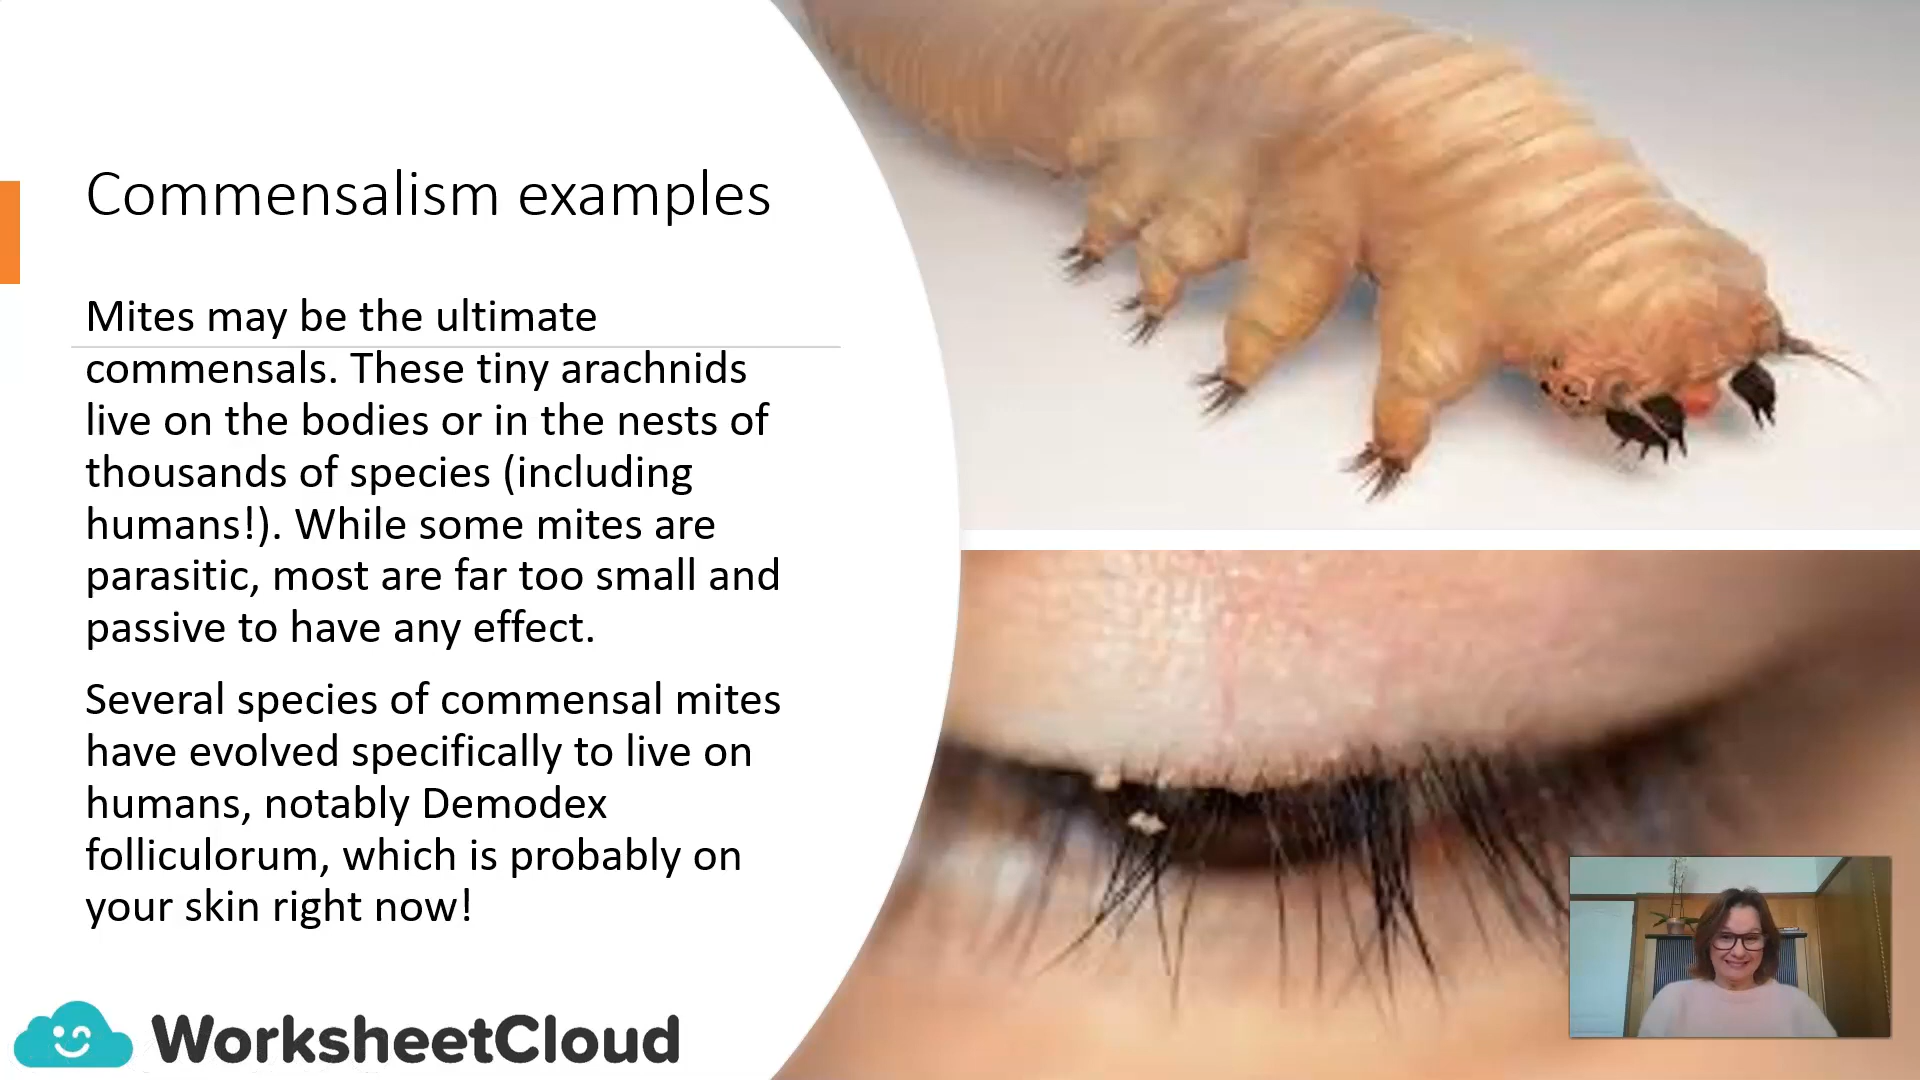 Commensalism examples
Mites may be the ultimate
commensals. These tiny arachnids
live on the bodies or in the nests of
thousands of species (including
humans!). While some mites are
parasitic, most are far too small and
passive to have any effect.
Several species of commensal mites
have evolved specifically to live on
humans, notably Demodex
folliculorum, which is probably on
your skin right now!
WorksheetCloud